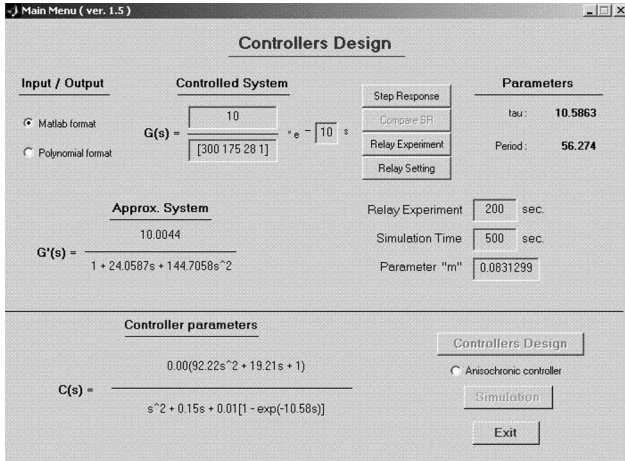 Main Menu ( ver. 1.5 )
Controllers Design
Input / Output
Matlab format
Polynomial format
Controlled System
G(s) =
10
[300 175 28 1]
× e - 10 s
Step Response
Compare SR
Relay Experiment
Relay Setting
Parameters
tau : 10.5863
Period : 56.274
Approx. System
G'(s) =
10.0044
1 + 24.0587s + 144.7058s^2
Relay Experiment 200 sec.
Simulation Time 500 sec.
Parameter "m" 0.0831299
Controller parameters
C(s) =
0.00(92.22s^2 + 19.21s + 1)
s^2 + 0.15s + 0.01[1 - exp(-10.58s)]
Controllers Design
Anisochronic controller
Simulation
Exit